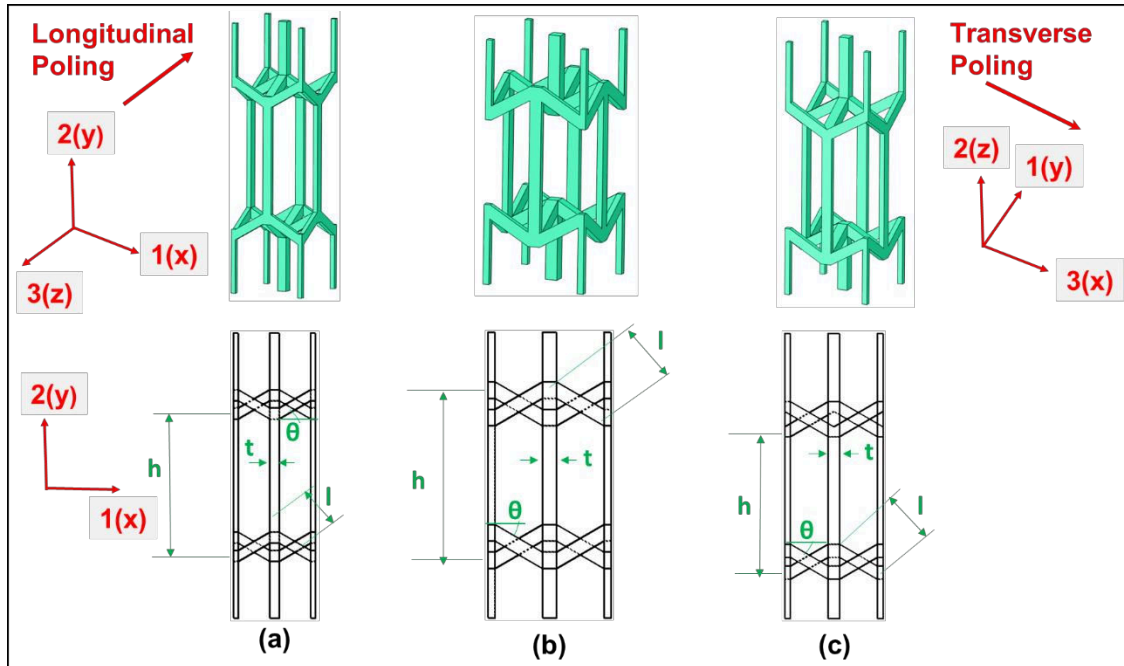 Longitudinal
Poling
2(y)
1(x)
3(z)
Transverse
Poling
2(z)
1(y)
3(x)
2(y)
1(x)
h
t
θ
l
(a)
h
t
θ
l
(b)
h
t
θ
l
(c)